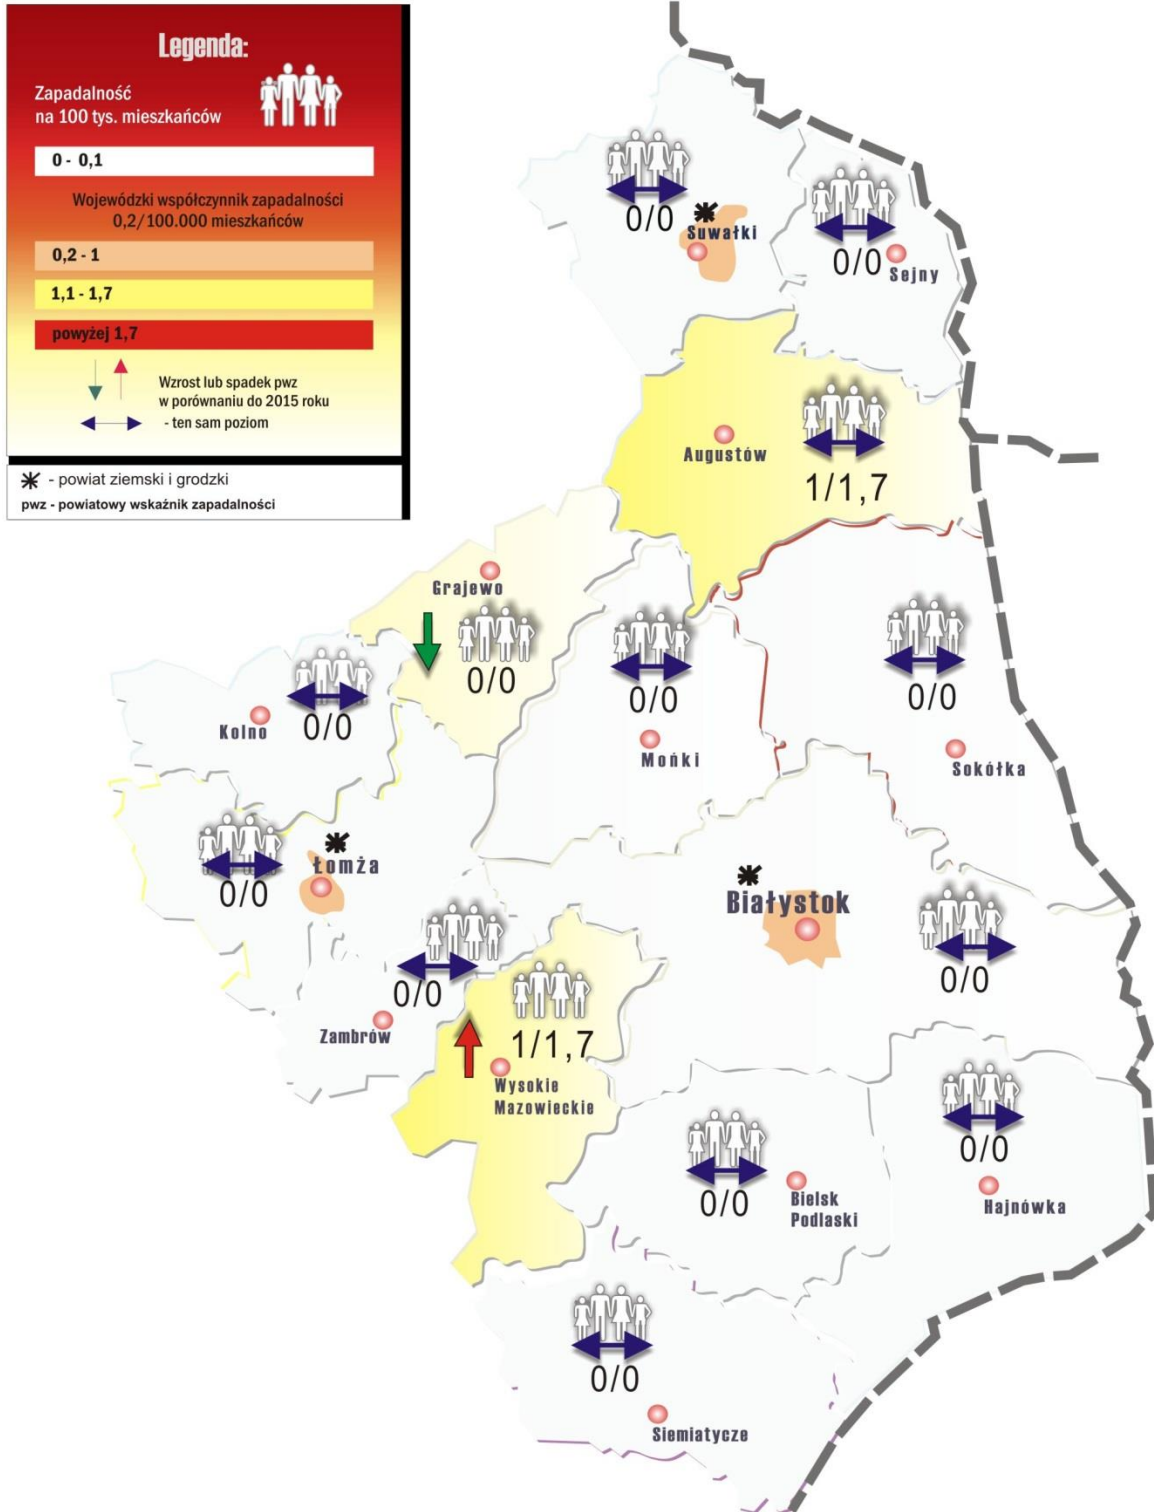 Legenda:
Zapadalność
na 100 tys. mieszkańców
0 - 0,1
Wojewódzki współczynnik zapadalności
0,2/100.000 mieszkańców
0,2 - 1
1,1 - 1,7
powyżej 1,7
Wzrost lub spadek pwz
w porównaniu do 2015 roku
- ten sam poziom
- powiat ziemski i grodzki
pwz - powiatowy wskaźnik zapadalności
0/0
Suwałki
0/0
Sejny
Augustów
1/1,7
Grajewo
0/0
0/0
0/0
Kolno
0/0
Mońki
Sokółka
0/0
Łomża
Białystok
0/0
0/0
Zambrów
1/1,7
Wysokie
Mazowieckie
0/0
Hajnówka
0/0
Bielsk
Podlaski
0/0
Siemiatycze